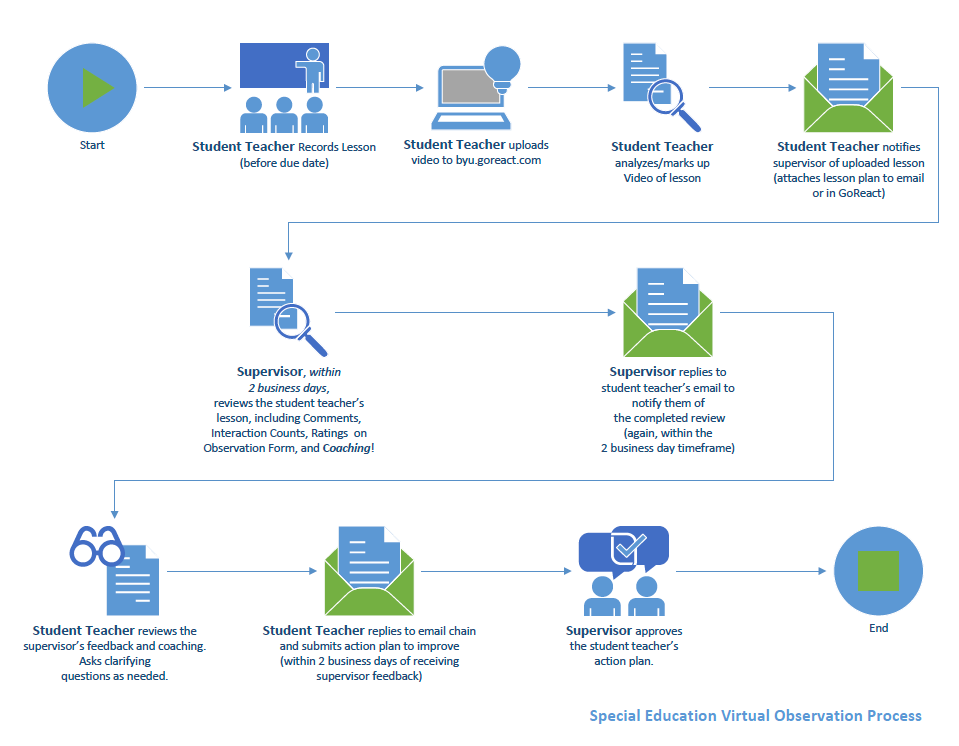 Start
Student Teacher Records Lesson
(before due date)
Student Teacher uploads
video to byu.goreact.com
Student Teacher
analyzes/marks up
Video of lesson
Student Teacher notifies
supervisor of uploaded lesson
(attaches lesson plan to email
or in GoReact)
Supervisor, within
2 business days,
reviews the student teacher's
lesson, including Comments,
Interaction Counts, Ratings on
Observation Form, and Coaching!
Supervisor replies to
student teacher's email to
notify them of
the completed review
(again, within the
2 business day timeframe)
Student Teacher reviews the
supervisor's feedback and coaching.
Asks clarifying
questions as needed.
Student Teacher replies to email chain
and submits action plan to improve
(within 2 business days of receiving
supervisor feedback)
Supervisor approves
the student teacher's
action plan.
End
Special Education Virtual Observation Process